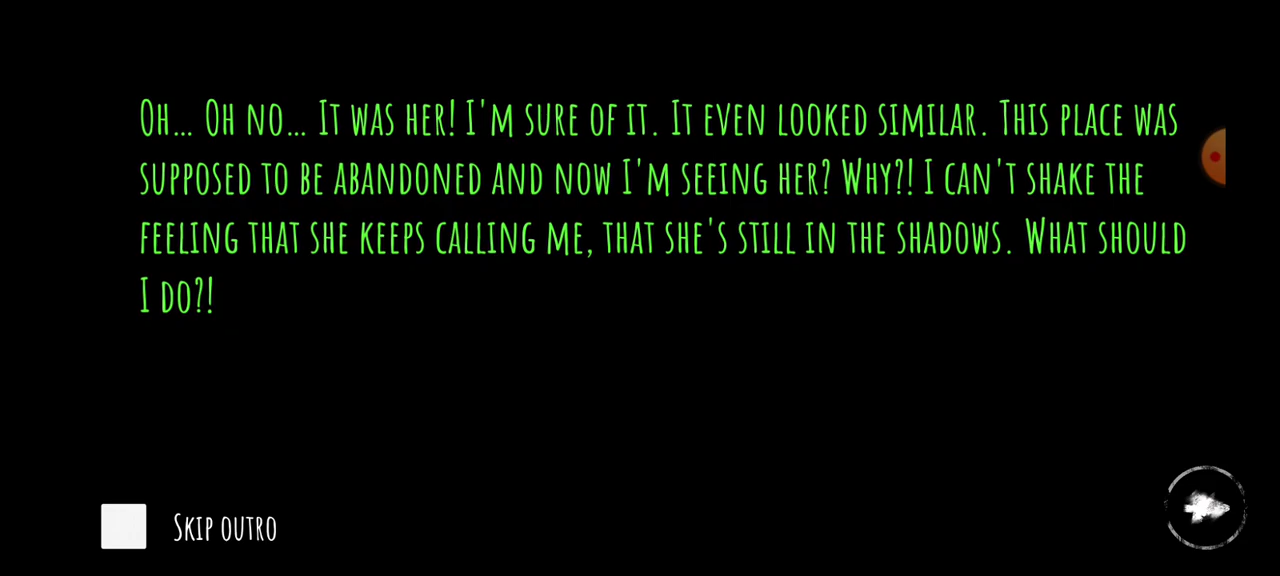 Oh... Oh no... It was her! I'm sure of it. It even looked similar. This place was
supposed to be abandoned and now I'm seeing her? Why?! I can't shake the
feeling that she keeps calling me, that she's still in the shadows. What should
I do?!
Skip outro